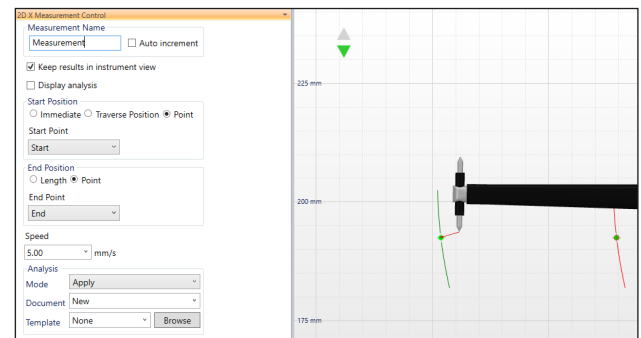 2D X Measurement Control
Measurement Name
Measurement
Auto increment
Keep results in instrument view
Display analysis
Start Position
Immediate Traverse Position Point
Start Point
Start
End Position
Length Point
End Point
End
Speed
5.00 mm/s
Analysis
Mode Apply
Document New
Template None Browse
225 mm
200 mm
175 mm